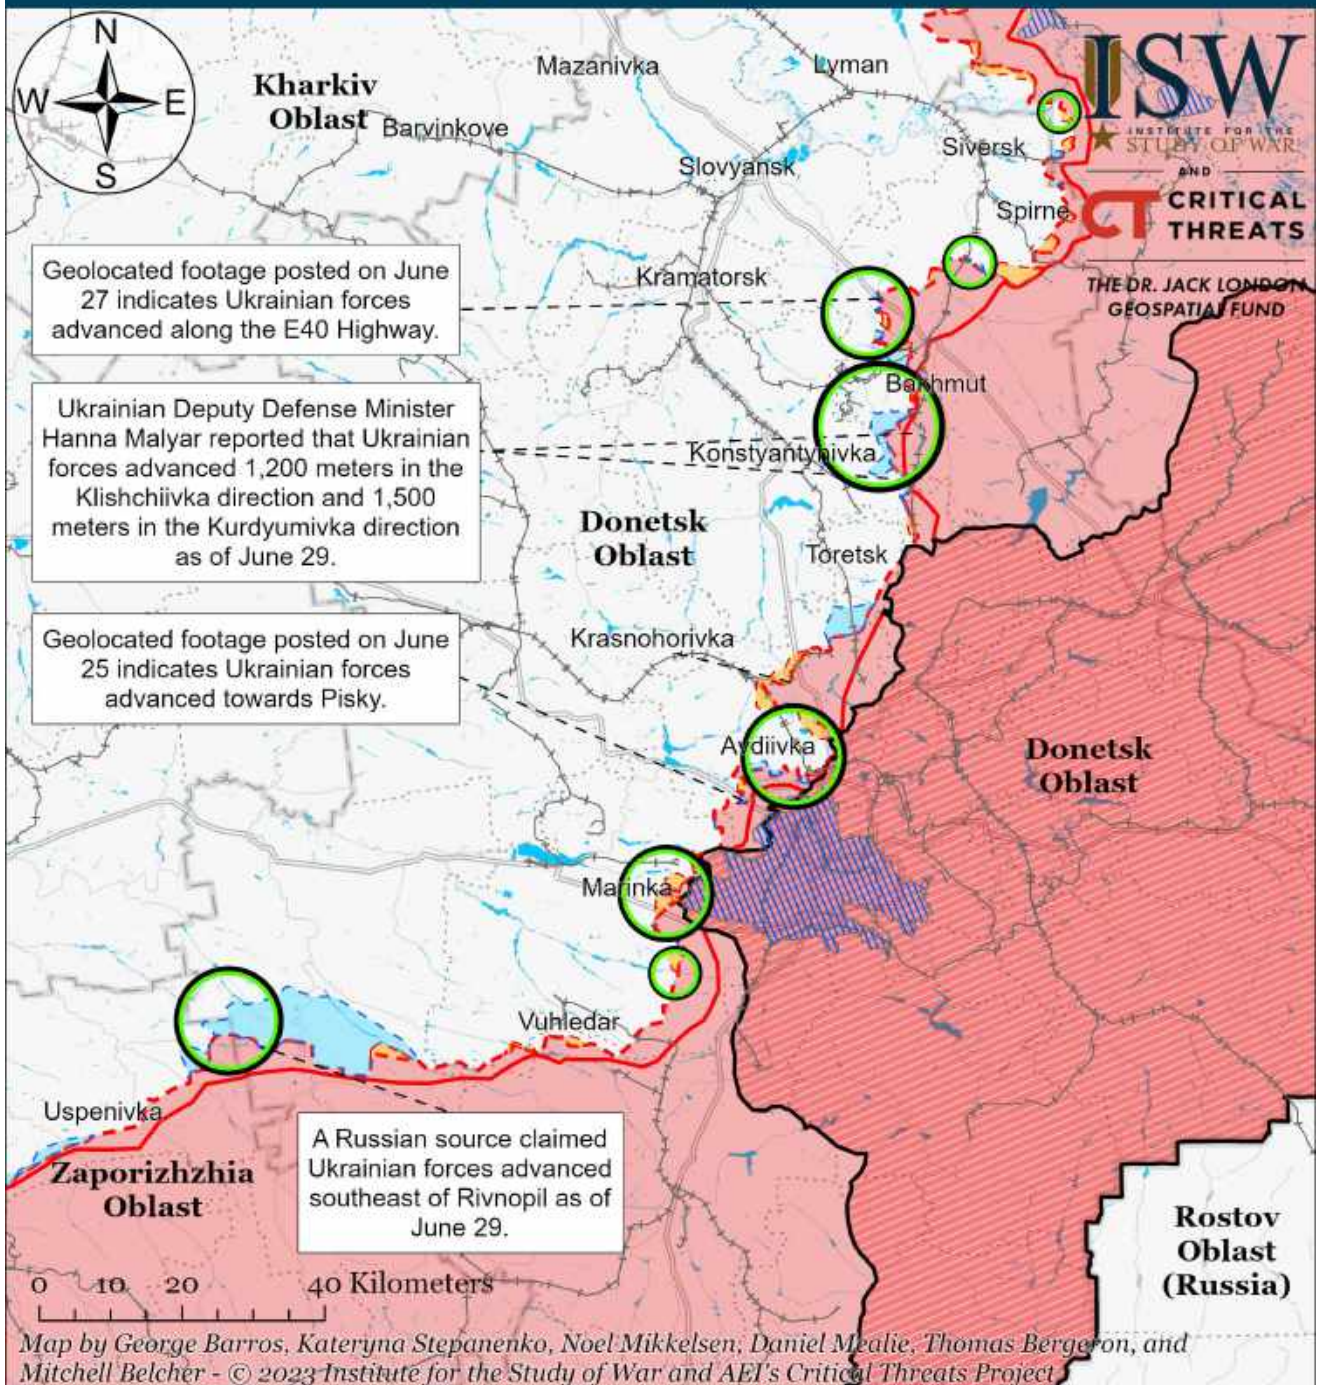 N
W
E
S
Kharkiv
Oblast
Mazanivka
Lyman
ISW
INSTITUTE FOR THE
STUDY OF WAR
AND
CT CRITICAL
THREATS
THE DR. JACK LONDON
GEOSPATIAL FUND
Barvinkove
Slovyansk
Siversk
Spirne
Geolocated footage posted on June
27 indicates Ukrainian forces
advanced along the E40 Highway.
Kramatorsk
Bakhmut
Ukrainian Deputy Defense Minister
Hanna Malyar reported that Ukrainian
forces advanced 1,200 meters in the
Klishchiivka direction and 1,500
meters in the Kurdyumivka direction
as of June 29.
Konstyantynivka
Donetsk
Oblast
Toretsk
Geolocated footage posted on June
25 indicates Ukrainian forces
advanced towards Pisky.
Krasnohorivka
Avdiivka
Donetsk
Oblast
Marinka
Vuhledar
Uspenivka
Zaporizhzhia
Oblast
A Russian source claimed
Ukrainian forces advanced
southeast of Rivnopil as of
June 29.
Rostov
Oblast
(Russia)
0 10 20 40 Kilometers
Map by George Barros, Kateryna Stepanenko, Noel Mikkelsen, Daniel Mealie, Thomas Bergeron, and
Mitchell Belcher - © 2023 Institute for the Study of War and AEI's Critical Threats Project